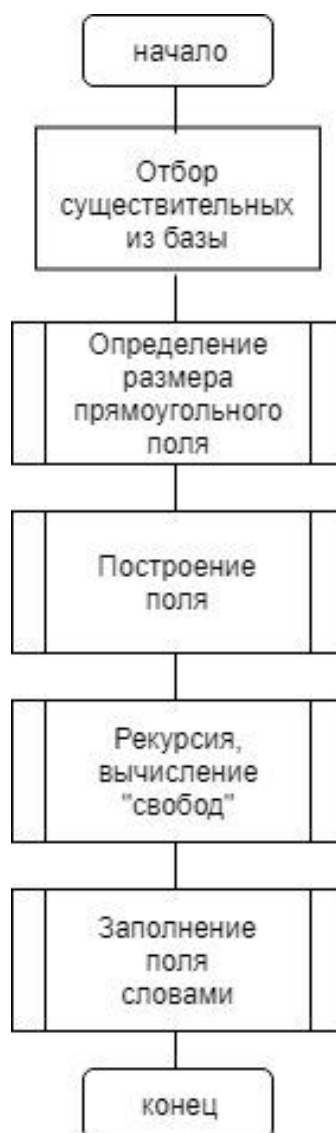 начало
Отбор
существительных
из базы
Определение
размера
прямоугольного
поля
Построение
поля
Рекурсия,
вычисление
"свобод"
Заполнение
поля
словами
конец